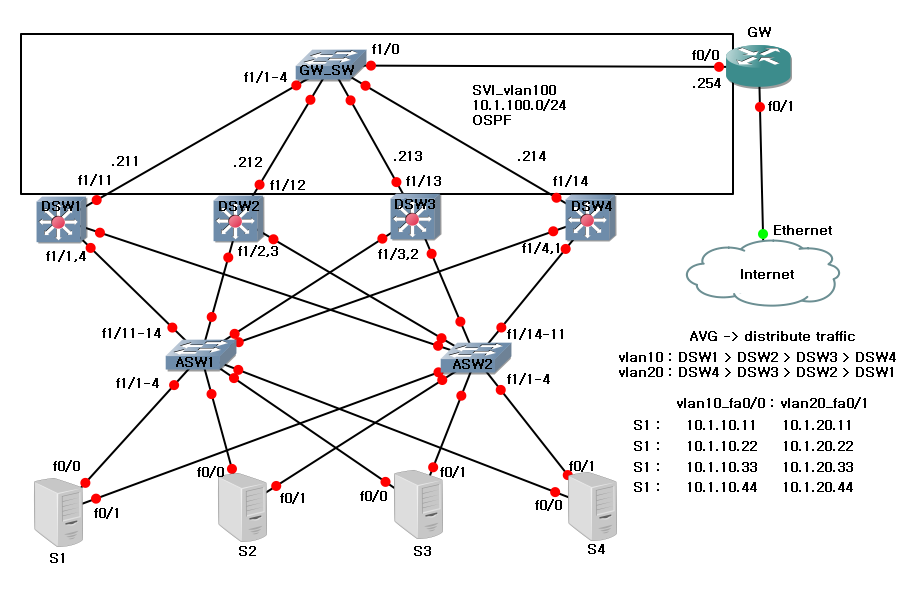 GW
f1/0
f0/0
GW_SW
f1/1-4
.254
SVI_vlan100
10.1.100.0/24
OSPF
f0/1
.211
.212
.213
.214
f1/11
f1/12
f1/13
f1/14
DSW1
DSW2
DSW3
DSW4
Ethernet
f1/1,4
f1/2,3
f1/3,2
f1/4,1
Internet
f1/11-14
f1/14-11
AVG -> distribute traffic
vlan10 : DSW1 > DSW2 > DSW3 > DSW4
vlan20 : DSW4 > DSW3 > DSW2 > DSW1
ASW1
ASW2
f1/1-4
f1/1-4
vlan10_fa0/0 : vlan20_fa0/1
S1 : 10.1.10.11 10.1.20.11
S1 : 10.1.10.22 10.1.20.22
S1 : 10.1.10.33 10.1.20.33
S1 : 10.1.10.44 10.1.20.44
f0/0
f0/0
f0/1
f0/1
f0/1
f0/1
f0/0
f0/0
S1
S2
S3
S4